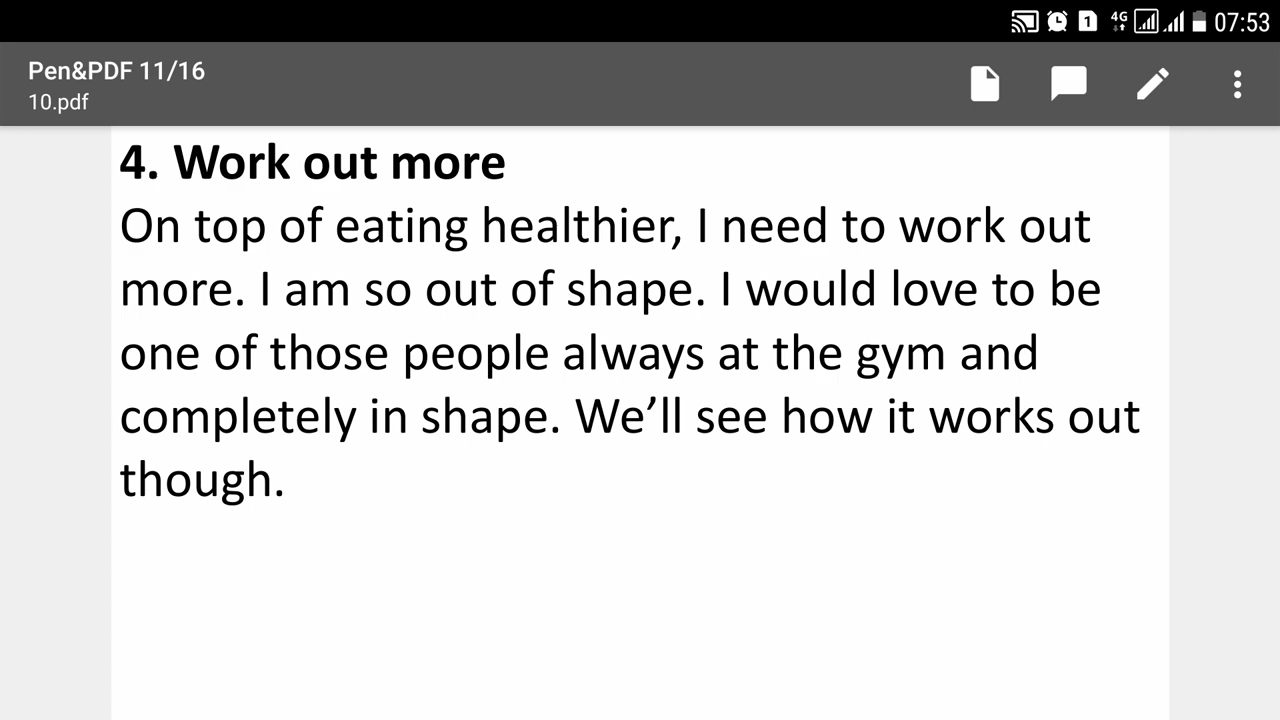 1 4G 07:53
Pen&PDF 11/16
10.pdf
4. Work out more
On top of eating healthier, I need to work out
more. I am so out of shape. I would love to be
one of those people always at the gym and
completely in shape. We’ll see how it works out
though.